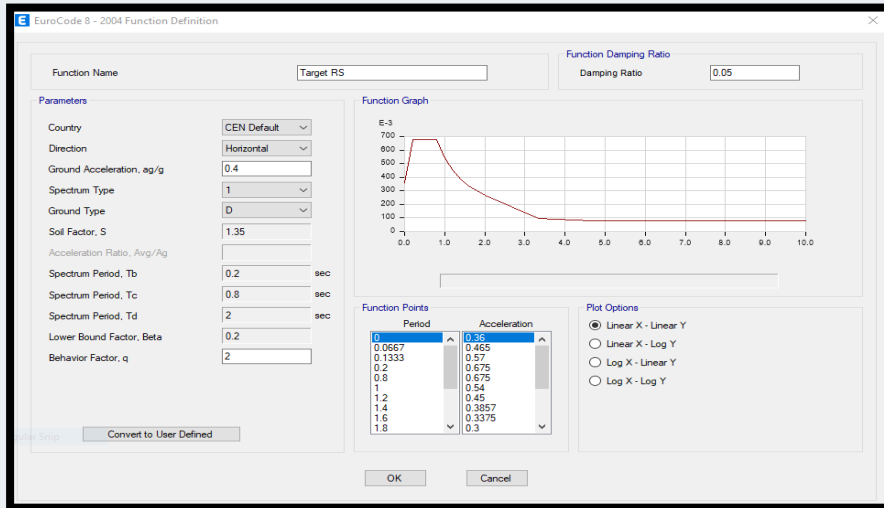 E EuroCode 8 - 2004 Function Definition
Function Name
Target RS
Function Damping Ratio
Damping Ratio
0.05
Parameters
Country
CEN Default
Direction
Horizontal
Ground Acceleration, ag/g
0.4
Spectrum Type
1
Ground Type
D
Soil Factor, S
1.35
Acceleration Ratio, Avg/Ag
Spectrum Period, Tb
0.2
sec
Spectrum Period, Tc
0.8
sec
Spectrum Period, Td
2
sec
Lower Bound Factor, Beta
0.2
Behavior Factor, q
2
Convert to User Defined
Function Graph
E-3
700
600
500
400
300
200
100
0
0.0 1.0 2.0 3.0 4.0 5.0 6.0 7.0 8.0 9.0 10.0
Function Points
Period Acceleration
0 0.36
0.0667 0.465
0.1333 0.57
0.2 0.675
0.8 0.675
1 0.54
1.2 0.45
1.4 0.3857
1.6 0.3375
1.8 0.3
Plot Options
Linear X - Linear Y
Linear X - Log Y
Log X - Linear Y
Log X - Log Y
OK
Cancel